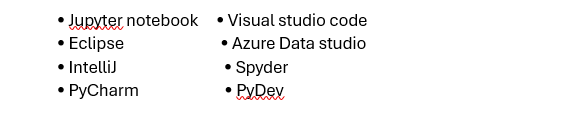 • Jupyter notebook • Visual studio code
• Eclipse • Azure Data studio
• IntelliJ • Spyder
• PyCharm • PyDev